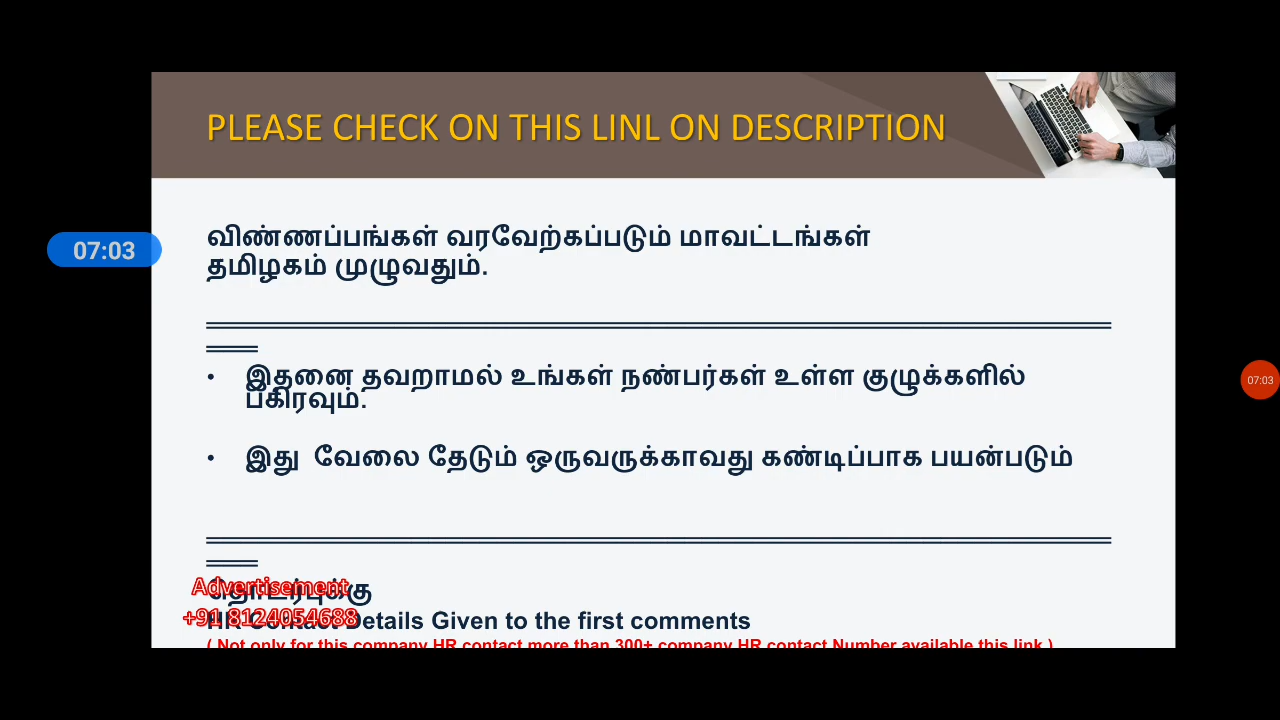 PLEASE CHECK ON THIS LINL ON DESCRIPTION
விண்ணப்பங்கள் வரவேற்கப்படும் மாவட்டங்கள்
07:03
தமிழகம் முழுவதும்.
• இதனை தவறாமல் உங்கள் நண்பர்கள் உள்ள குழுக்களில்
07:03
பகிரவும்.
• இது வேலை தேடும் ஒருவருக்காவது கண்டிப்பாக பயன்படும்
Advertisement
தொடர்புக்கு
+91 8124054688
HR Contact Details Given to the first comments
( Not only for this company HR contact more than 300+ company HR contact Number available this link )